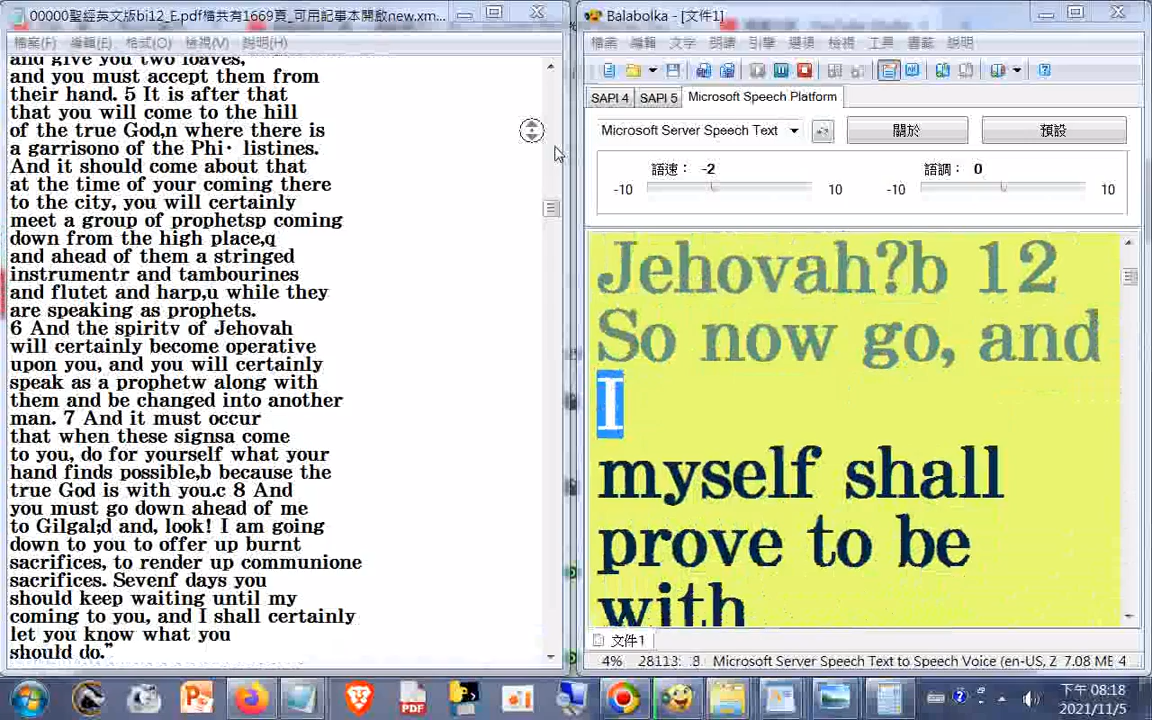 00000聖經英文版bi12_E.pdf檔共有1669頁_可用記事本開啟new.xm...
檔案(F) 編輯(E) 格式(O) 檢視(V) 說明(H)
and give you two loaves,
and you must accept them from
their hand. 5 It is after that
that you will come to the hill
of the true God,n where there is
a garrisono of the Phi· listines.
And it should come about that
at the time of your coming there
to the city, you will certainly
meet a group of prophetsp coming
down from the high place,q
and ahead of them a stringed
instrumentr and tambourines
and flutet and harp,u while they
are speaking as prophets.
6 And the spiritv of Jehovah
will certainly become operative
upon you, and you will certainly
speak as a prophetw along with
them and be changed into another
man. 7 And it must occur
that when these signsa come
to you, do for yourself what your
hand finds possible,b because the
true God is with you.c 8 And
you must go down ahead of me
to Gilgal;d and, look! I am going
down to you to offer up burnt
sacrifices, to render up communione
sacrifices. Sevenf days you
should keep waiting until my
coming to you, and I shall certainly
let you know what you
should do.”
Balabolka - [文件1]
檔案 編輯 文字 朗讀 引擎 選項 檢視 工具 書籤 說明
SAPI 4 SAPI 5 Microsoft Speech Platform
Microsoft Server Speech Text 關於 預設
語速： -2 語調： 0
-10 10 -10 10
Jehovah?b 12
So now go, and
I
myself shall
prove to be
with
文件1
4% 28113: 8 Microsoft Server Speech Text to Speech Voice (en-US, Z 7.08 ME 4
PDF
下午 08:18
2021/11/5